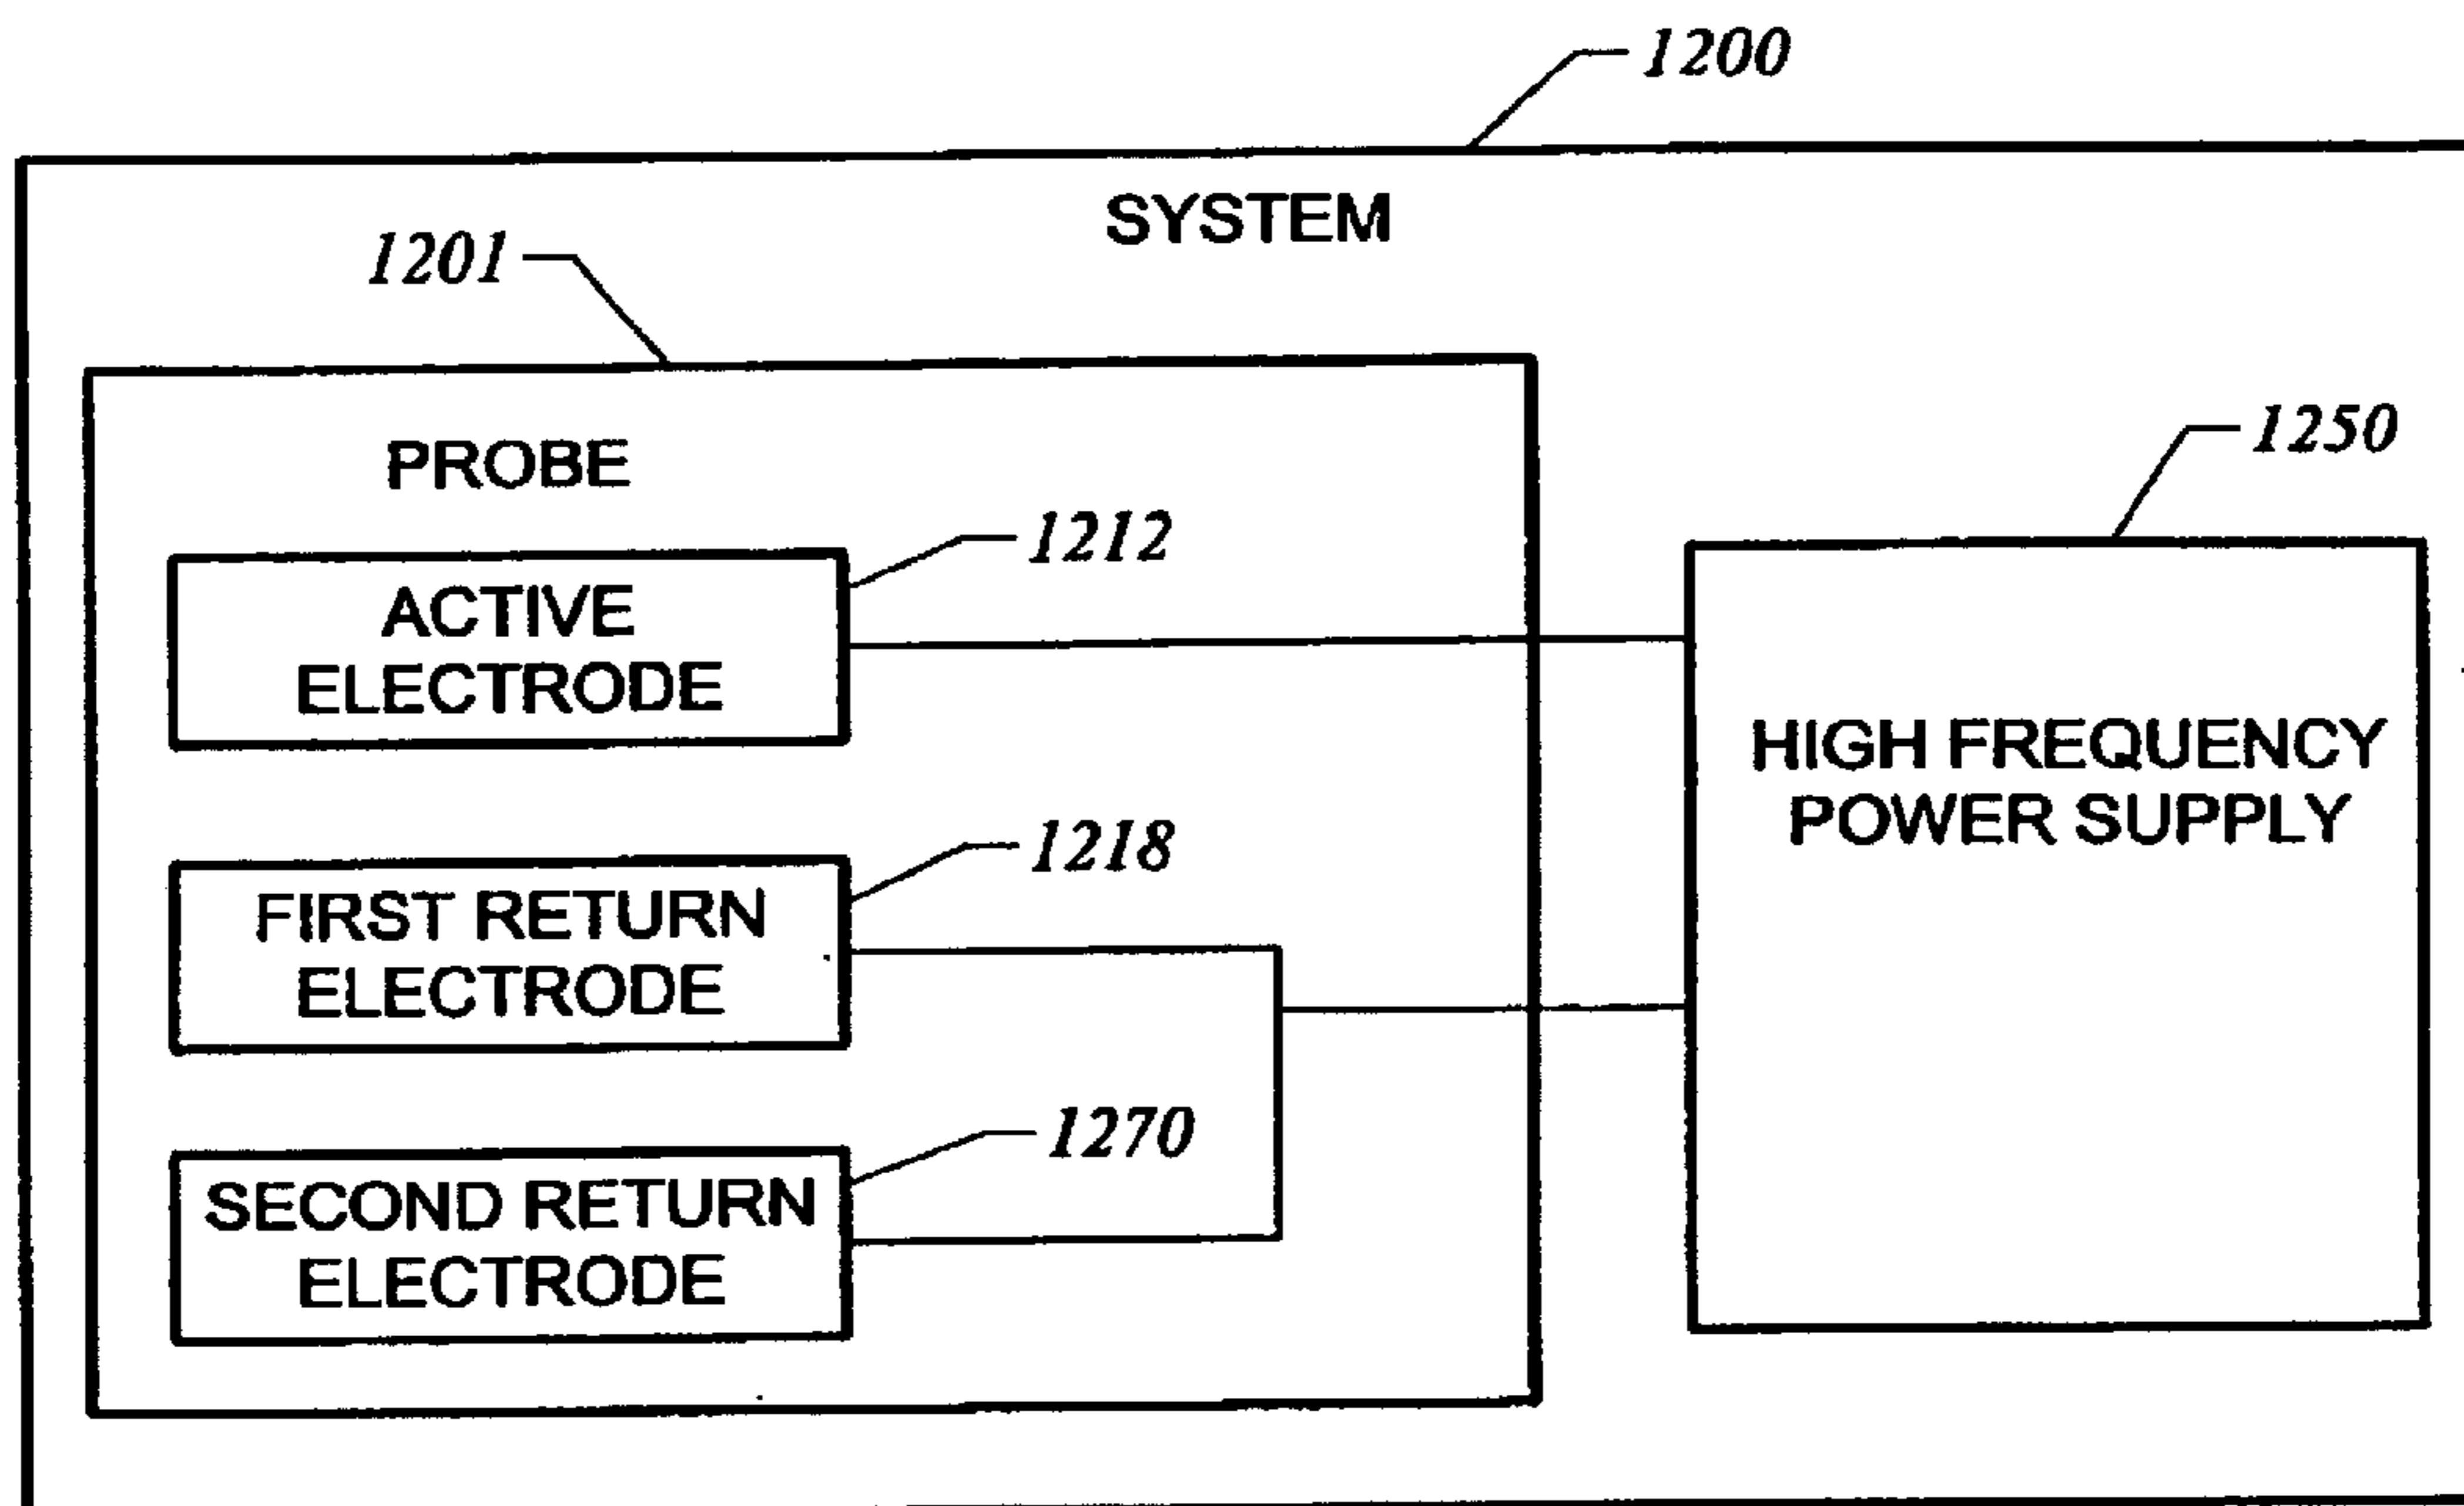 1200
SYSTEM
1201
PROBE
1250
1212
ACTIVE
ELECTRODE
HIGH FREQUENCY
POWER SUPPLY
1218
FIRST RETURN
ELECTRODE
1270
SECOND RETURN
ELECTRODE